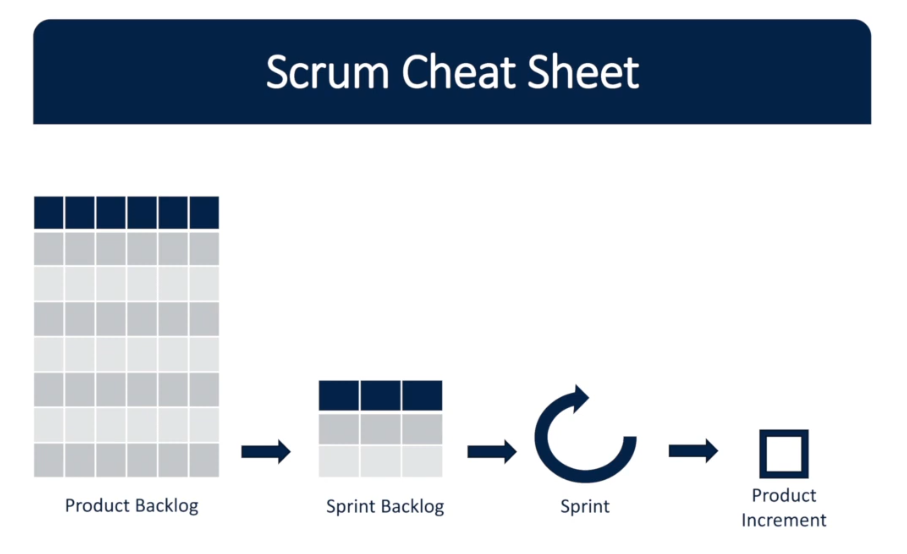 Scrum Cheat Sheet
Product Backlog
Sprint Backlog
Sprint
Product
Increment